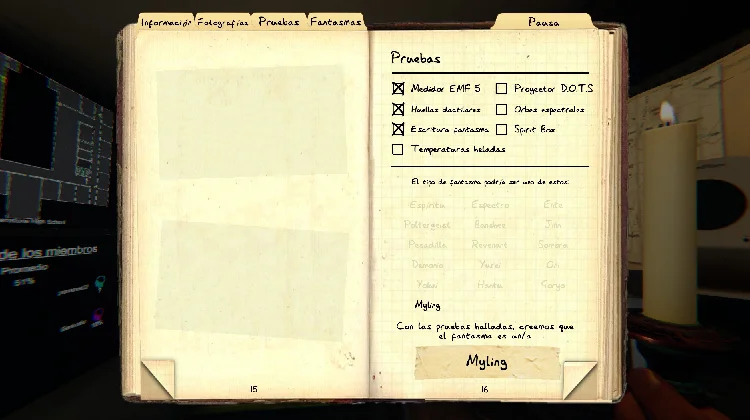 Información Fotografías Pruebas Fantasmas
Pausa
Pruebas
Medidor EMF 5
Proyector D.O.T.S
Huellas dactilares
Orbes espectrales
Escritura fantasma
Spirit Box
Temperaturas heladas
El tipo de fantasma podría ser uno de estos:
Espíritu Espectro Ente
Poltergeist Banshee Jinn
Pesadilla Revenant Sombra
Demonio Yurei Oni
Yokai Hantu Goryo
Myling
Con las pruebas halladas, creemos que
el fantasma es un/a
Myling
15
16
de los miembros
Promedio
57%